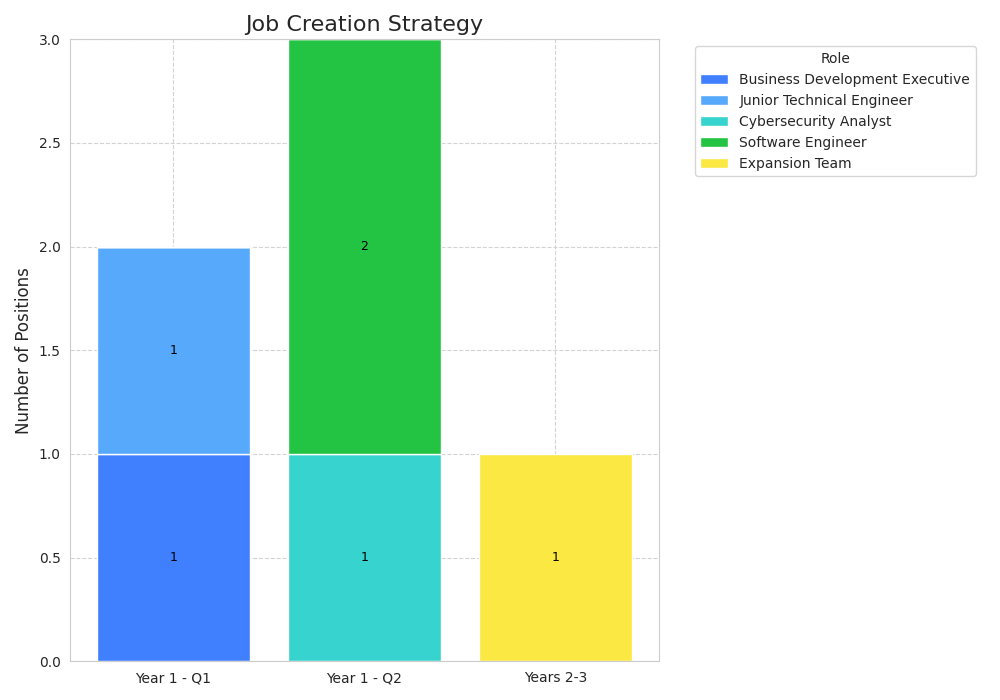 Job Creation Strategy
Number of Positions
3.0
2.5
2.0
1.5
1.0
0.5
0.0
2
1
1
1
1
Year 1 - Q1
Year 1 - Q2
Years 2-3
Role
Business Development Executive
Junior Technical Engineer
Cybersecurity Analyst
Software Engineer
Expansion Team